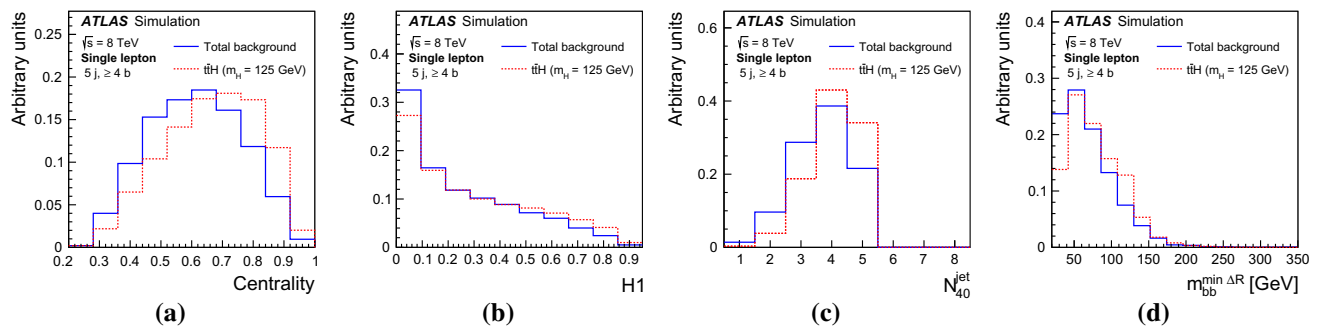 ATLAS Simulation
√s = 8 TeV
Single lepton
5 j, ≥ 4 b
Total background
tt̄H (m_H = 125 GeV)
Arbitrary units
0.25
0.2
0.15
0.1
0.05
0
0.2 0.3 0.4 0.5 0.6 0.7 0.8 0.9 1
Centrality
(a)
ATLAS Simulation
√s = 8 TeV
Single lepton
5 j, ≥ 4 b
Total background
tt̄H (m_H = 125 GeV)
Arbitrary units
0.4
0.3
0.2
0.1
0
0 0.1 0.2 0.3 0.4 0.5 0.6 0.7 0.8 0.9
H1
(b)
ATLAS Simulation
√s = 8 TeV
Single lepton
5 j, ≥ 4 b
Total background
tt̄H (m_H = 125 GeV)
Arbitrary units
0.6
0.4
0.2
0
1 2 3 4 5 6 7 8
N_40^jet
(c)
ATLAS Simulation
√s = 8 TeV
Single lepton
5 j, ≥ 4 b
Total background
tt̄H (m_H = 125 GeV)
Arbitrary units
0.4
0.3
0.2
0.1
0
50 100 150 200 250 300 350
m_bb^min ΔR [GeV]
(d)